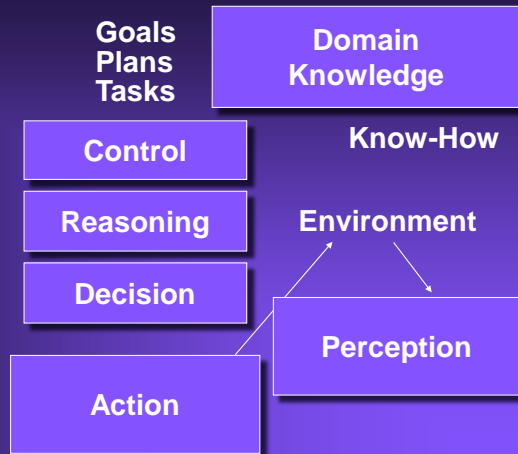 Goals
Plans
Tasks
Domain
Knowledge
Know-How
Control
Reasoning
Environment
Decision
Perception
Action